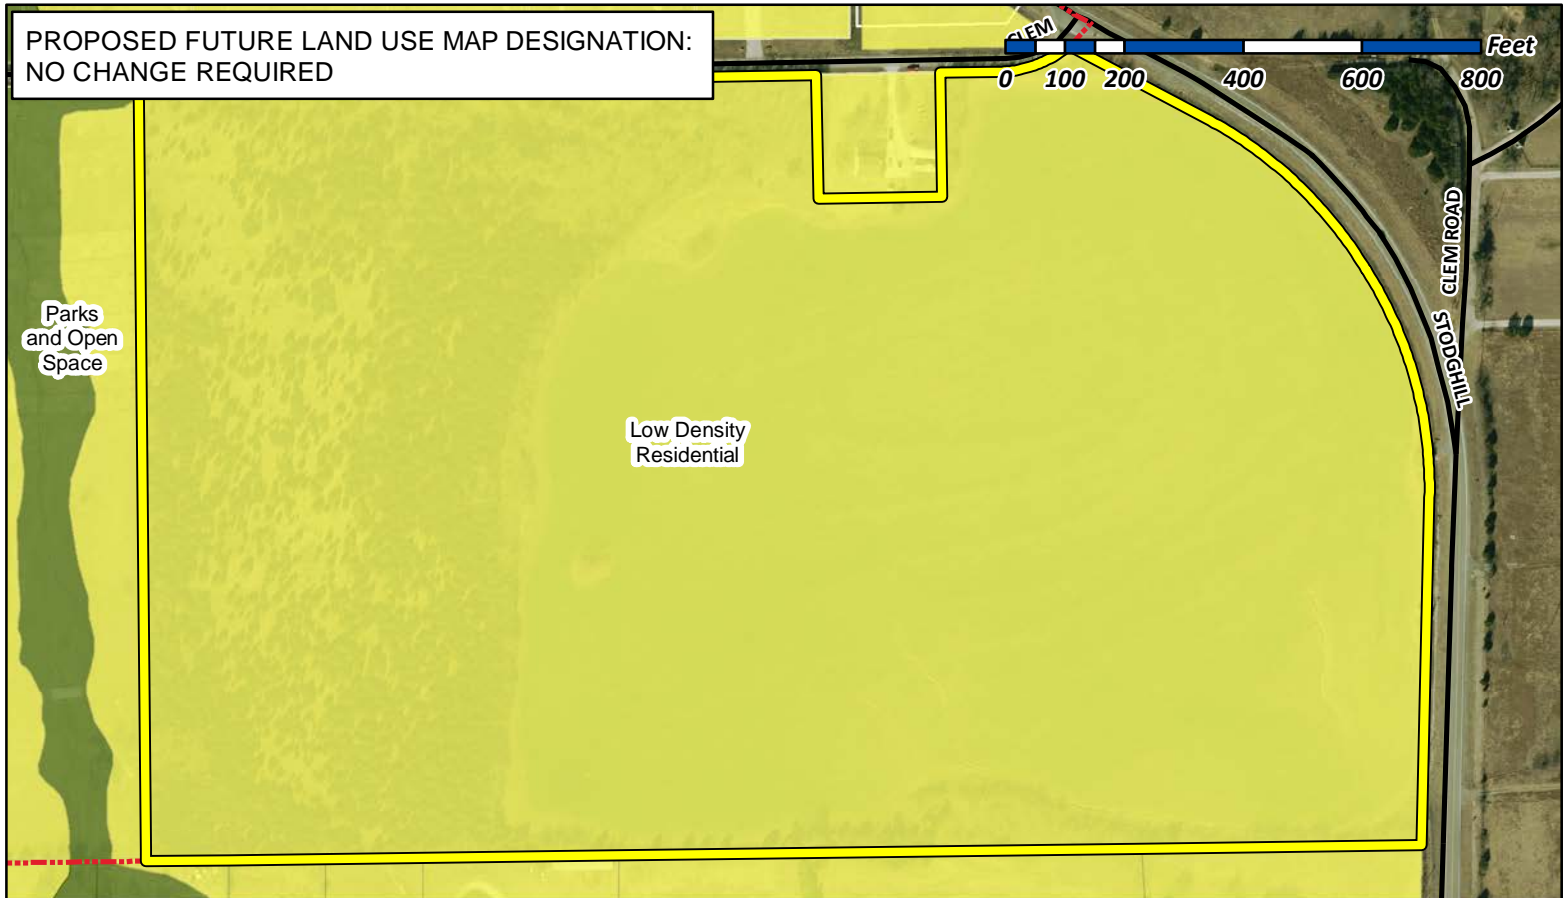 PROPOSED FUTURE LAND USE MAP DESIGNATION:
NO CHANGE REQUIRED
CLEM
Feet
0 100 200 400 600 800
CLEM ROAD
STODGHILL
Parks
and Open
Space
Low Density
Residential